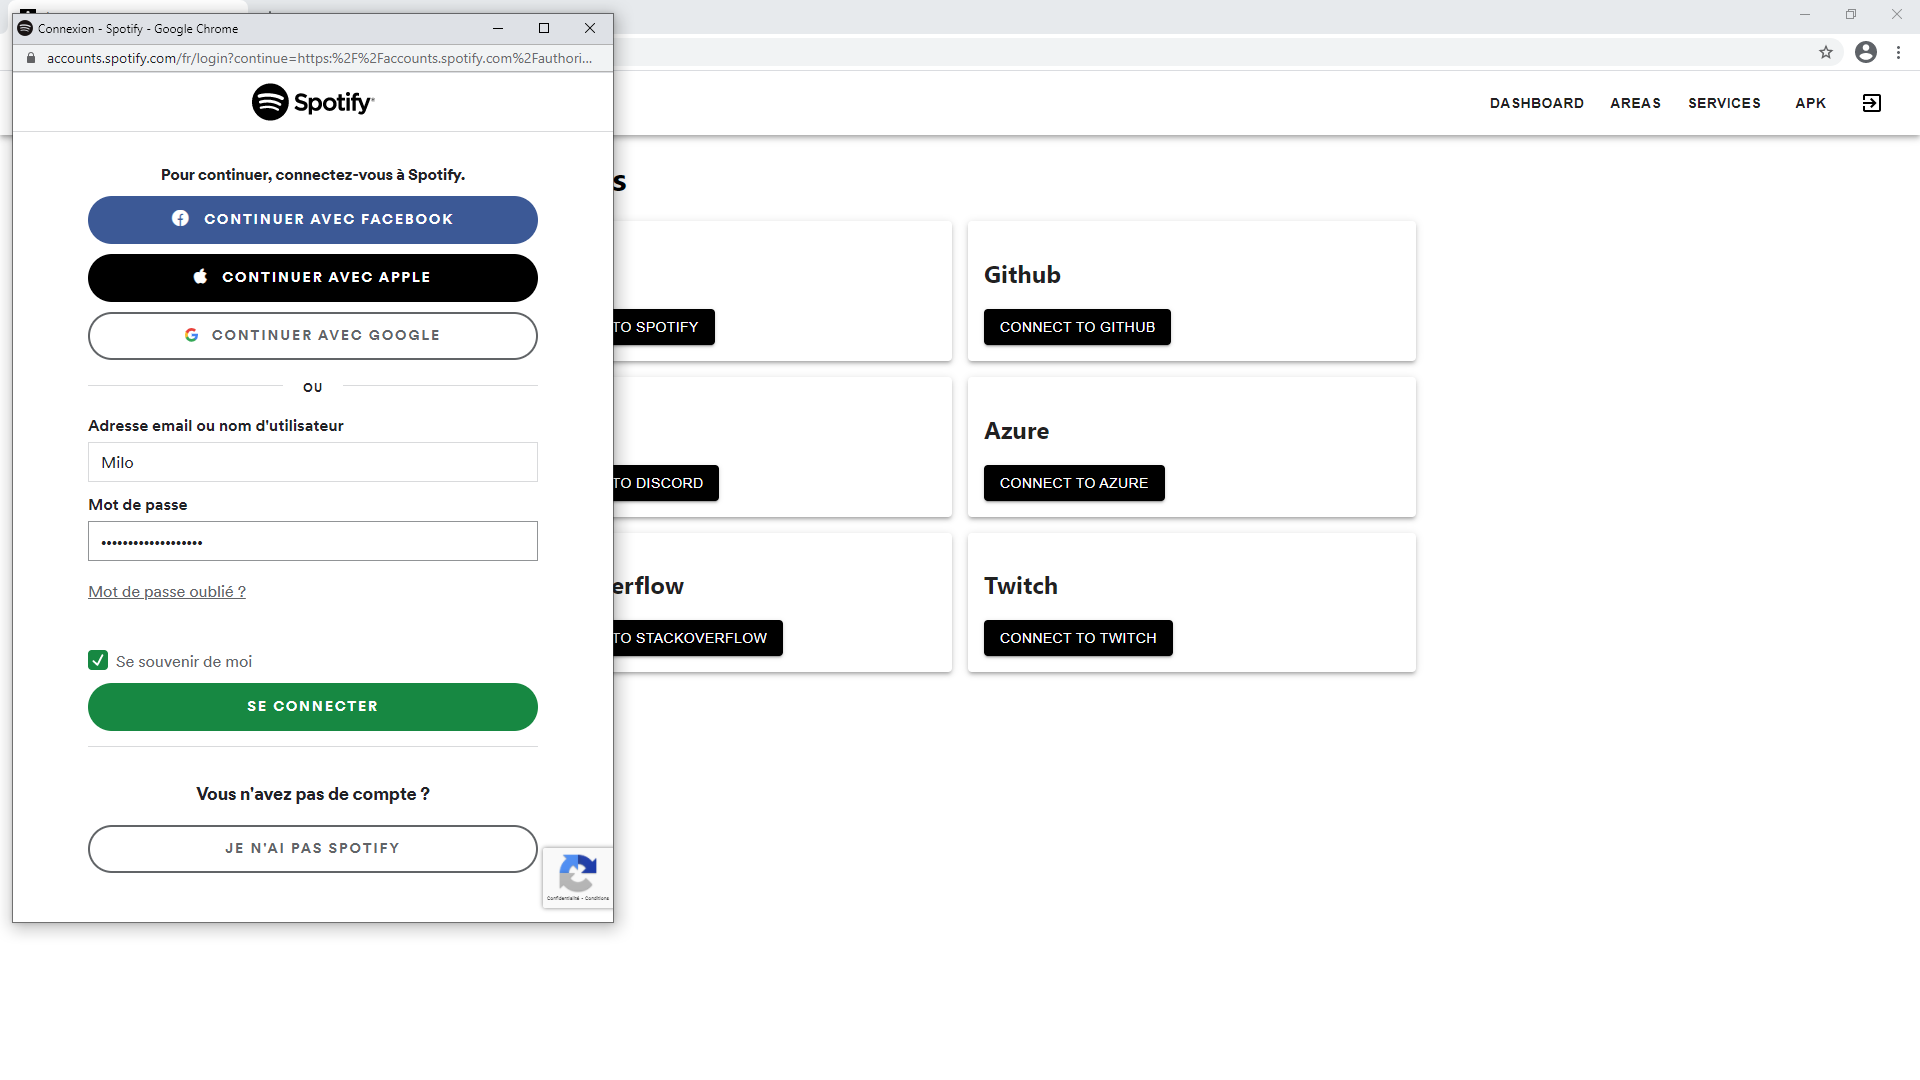 Connexion - Spotify - Google Chrome
accounts.spotify.com/fr/login?continue=https:%2F%2Faccounts.spotify.com%2Fauthori...
Spotify
Pour continuer, connectez-vous à Spotify.
CONTINUER AVEC FACEBOOK
CONTINUER AVEC APPLE
CONTINUER AVEC GOOGLE
OU
Adresse email ou nom d'utilisateur
Milo
Mot de passe
•••••••••••••••••••
Mot de passe oublié ?
Se souvenir de moi
SE CONNECTER
Vous n'avez pas de compte ?
JE N'AI PAS SPOTIFY
Confidentialité - Conditions
DASHBOARD AREAS SERVICES APK
s
TO SPOTIFY
Github
CONNECT TO GITHUB
TO DISCORD
Azure
CONNECT TO AZURE
erflow
TO STACKOVERFLOW
Twitch
CONNECT TO TWITCH